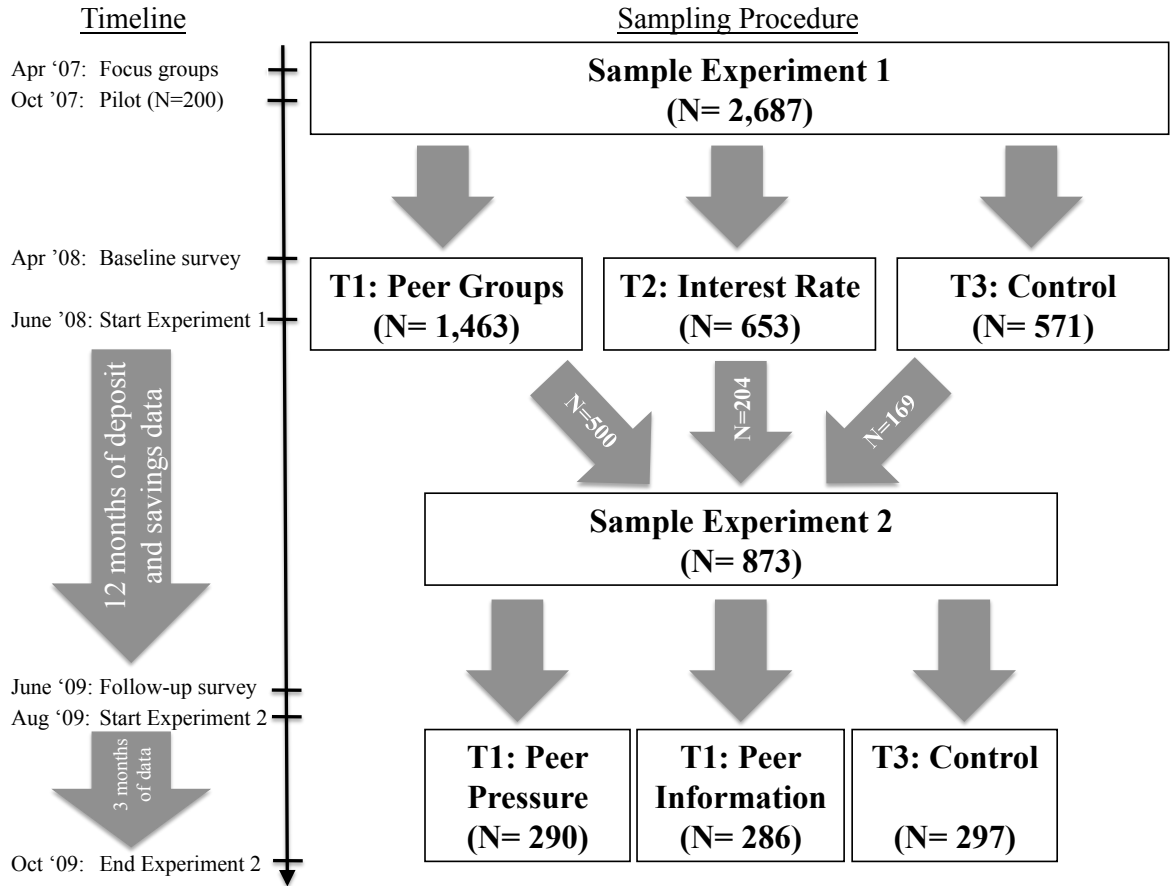 Timeline
Sampling Procedure
Apr ‘07: Focus groups
Oct ’07: Pilot (N=200)
Sample Experiment 1
(N= 2,687)
Apr ’08: Baseline survey
June ’08: Start Experiment 1
T1: Peer Groups
(N= 1,463)
T2: Interest Rate
(N= 653)
T3: Control
(N= 571)
12 months of deposit
and savings data
N=500
N=204
N=169
Sample Experiment 2
(N= 873)
June ‘09: Follow-up survey
Aug ‘09: Start Experiment 2
3 months
of data
T1: Peer
Pressure
(N= 290)
T1: Peer
Information
(N= 286)
T3: Control
(N= 297)
Oct ‘09: End Experiment 2